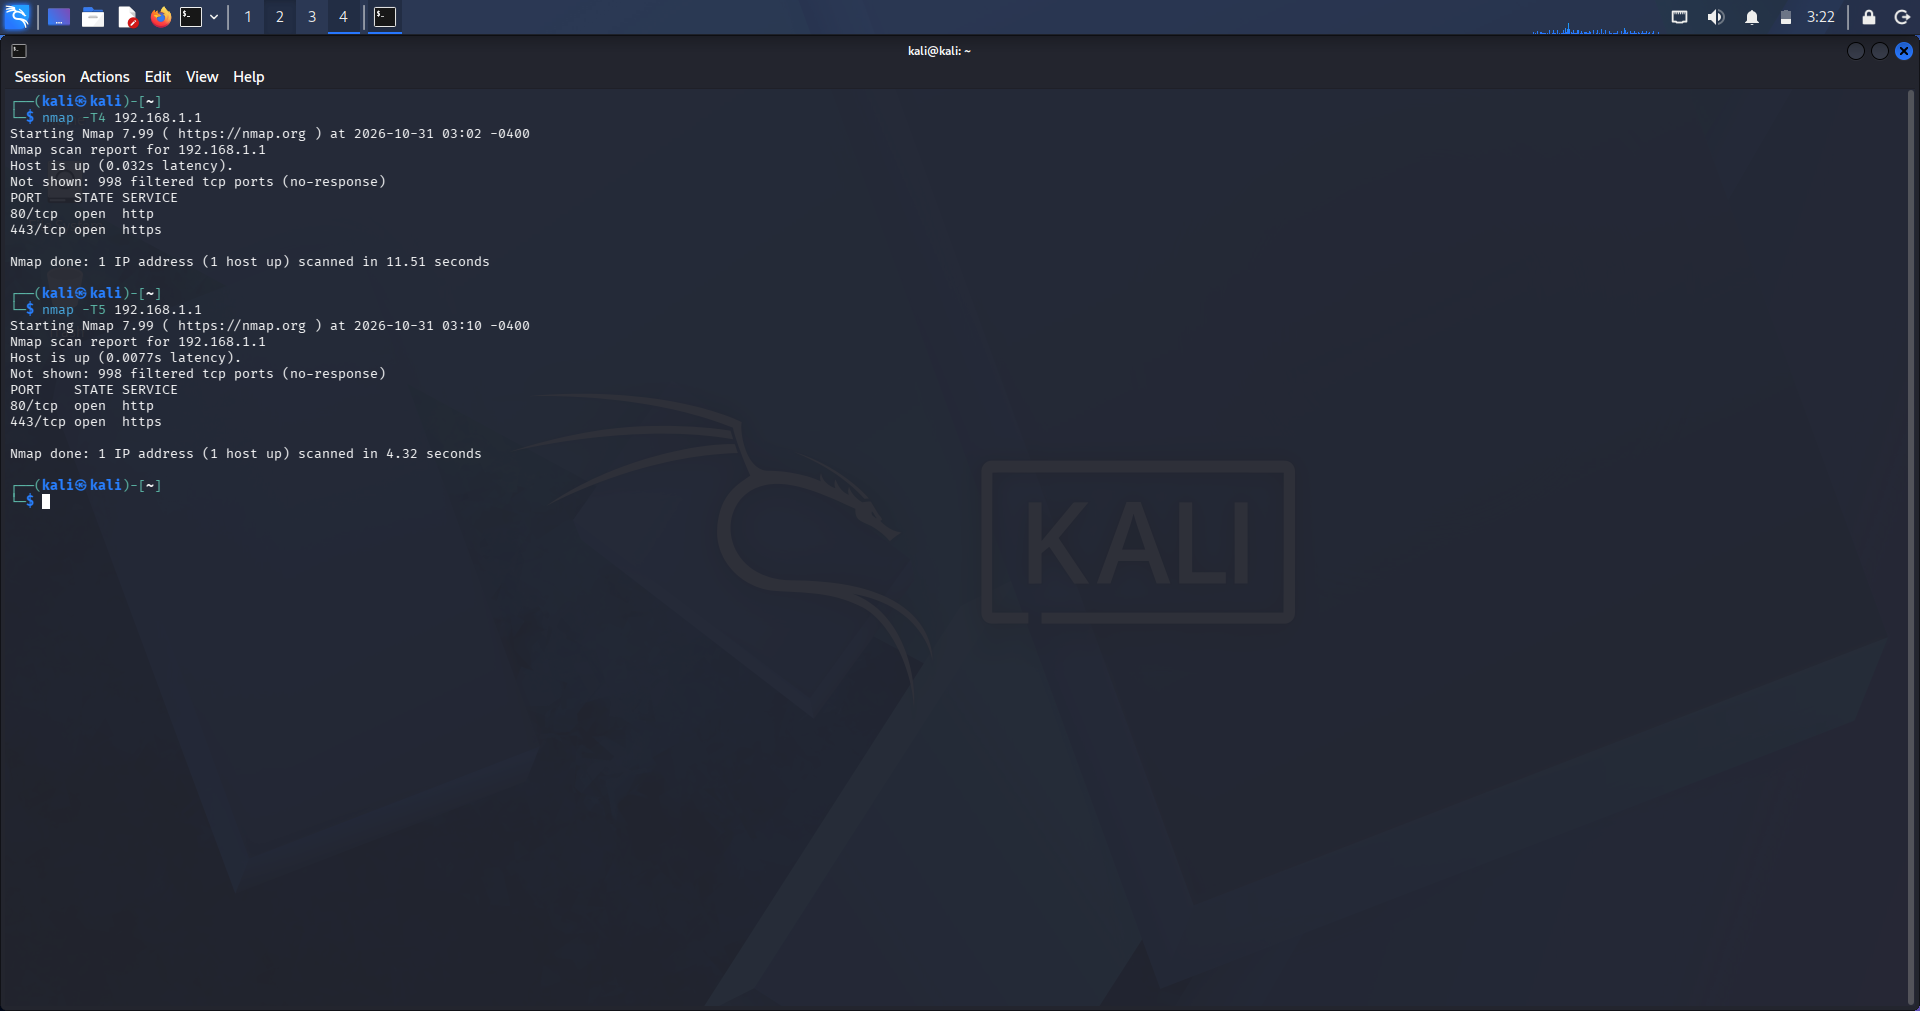 1 2 3 4 3:22
kali@kali: ~
Session Actions Edit View Help
┌──(kali㉿kali)-[~]
└─$ nmap -T4 192.168.1.1
Starting Nmap 7.99 ( https://nmap.org ) at 2026-10-31 03:02 -0400
Nmap scan report for 192.168.1.1
Host is up (0.032s latency).
Not shown: 998 filtered tcp ports (no-response)
PORT    STATE SERVICE
80/tcp  open  http
443/tcp open  https
Nmap done: 1 IP address (1 host up) scanned in 11.51 seconds
┌──(kali㉿kali)-[~]
└─$ nmap -T5 192.168.1.1
Starting Nmap 7.99 ( https://nmap.org ) at 2026-10-31 03:10 -0400
Nmap scan report for 192.168.1.1
Host is up (0.0077s latency).
Not shown: 998 filtered tcp ports (no-response)
PORT    STATE SERVICE
80/tcp  open  http
443/tcp open  https
Nmap done: 1 IP address (1 host up) scanned in 4.32 seconds
┌──(kali㉿kali)-[~]
└─$
KALI